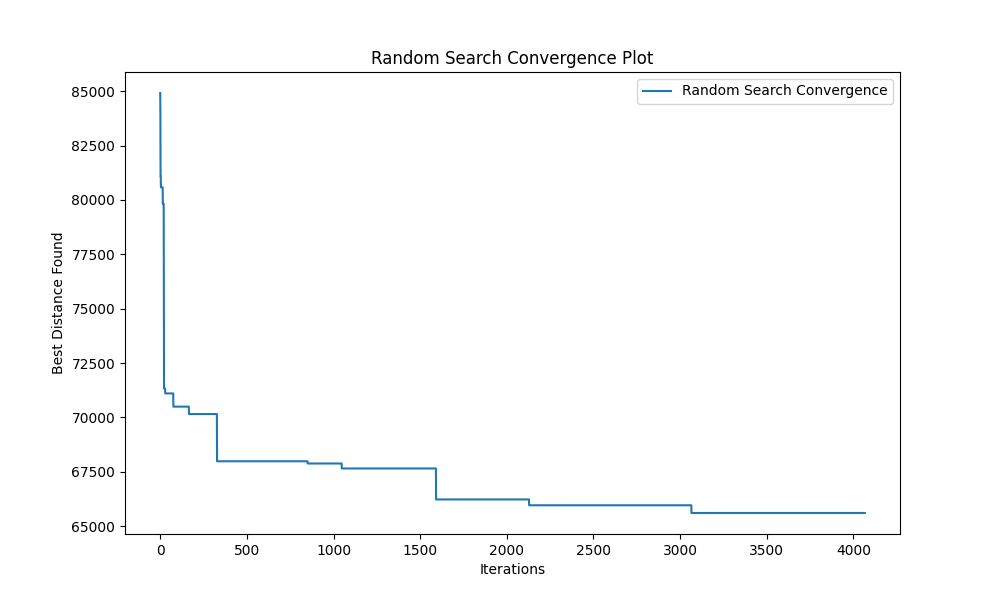 Random Search Convergence Plot
Random Search Convergence
Best Distance Found
85000
82500
80000
77500
75000
72500
70000
67500
65000
0 500 1000 1500 2000 2500 3000 3500 4000
Iterations